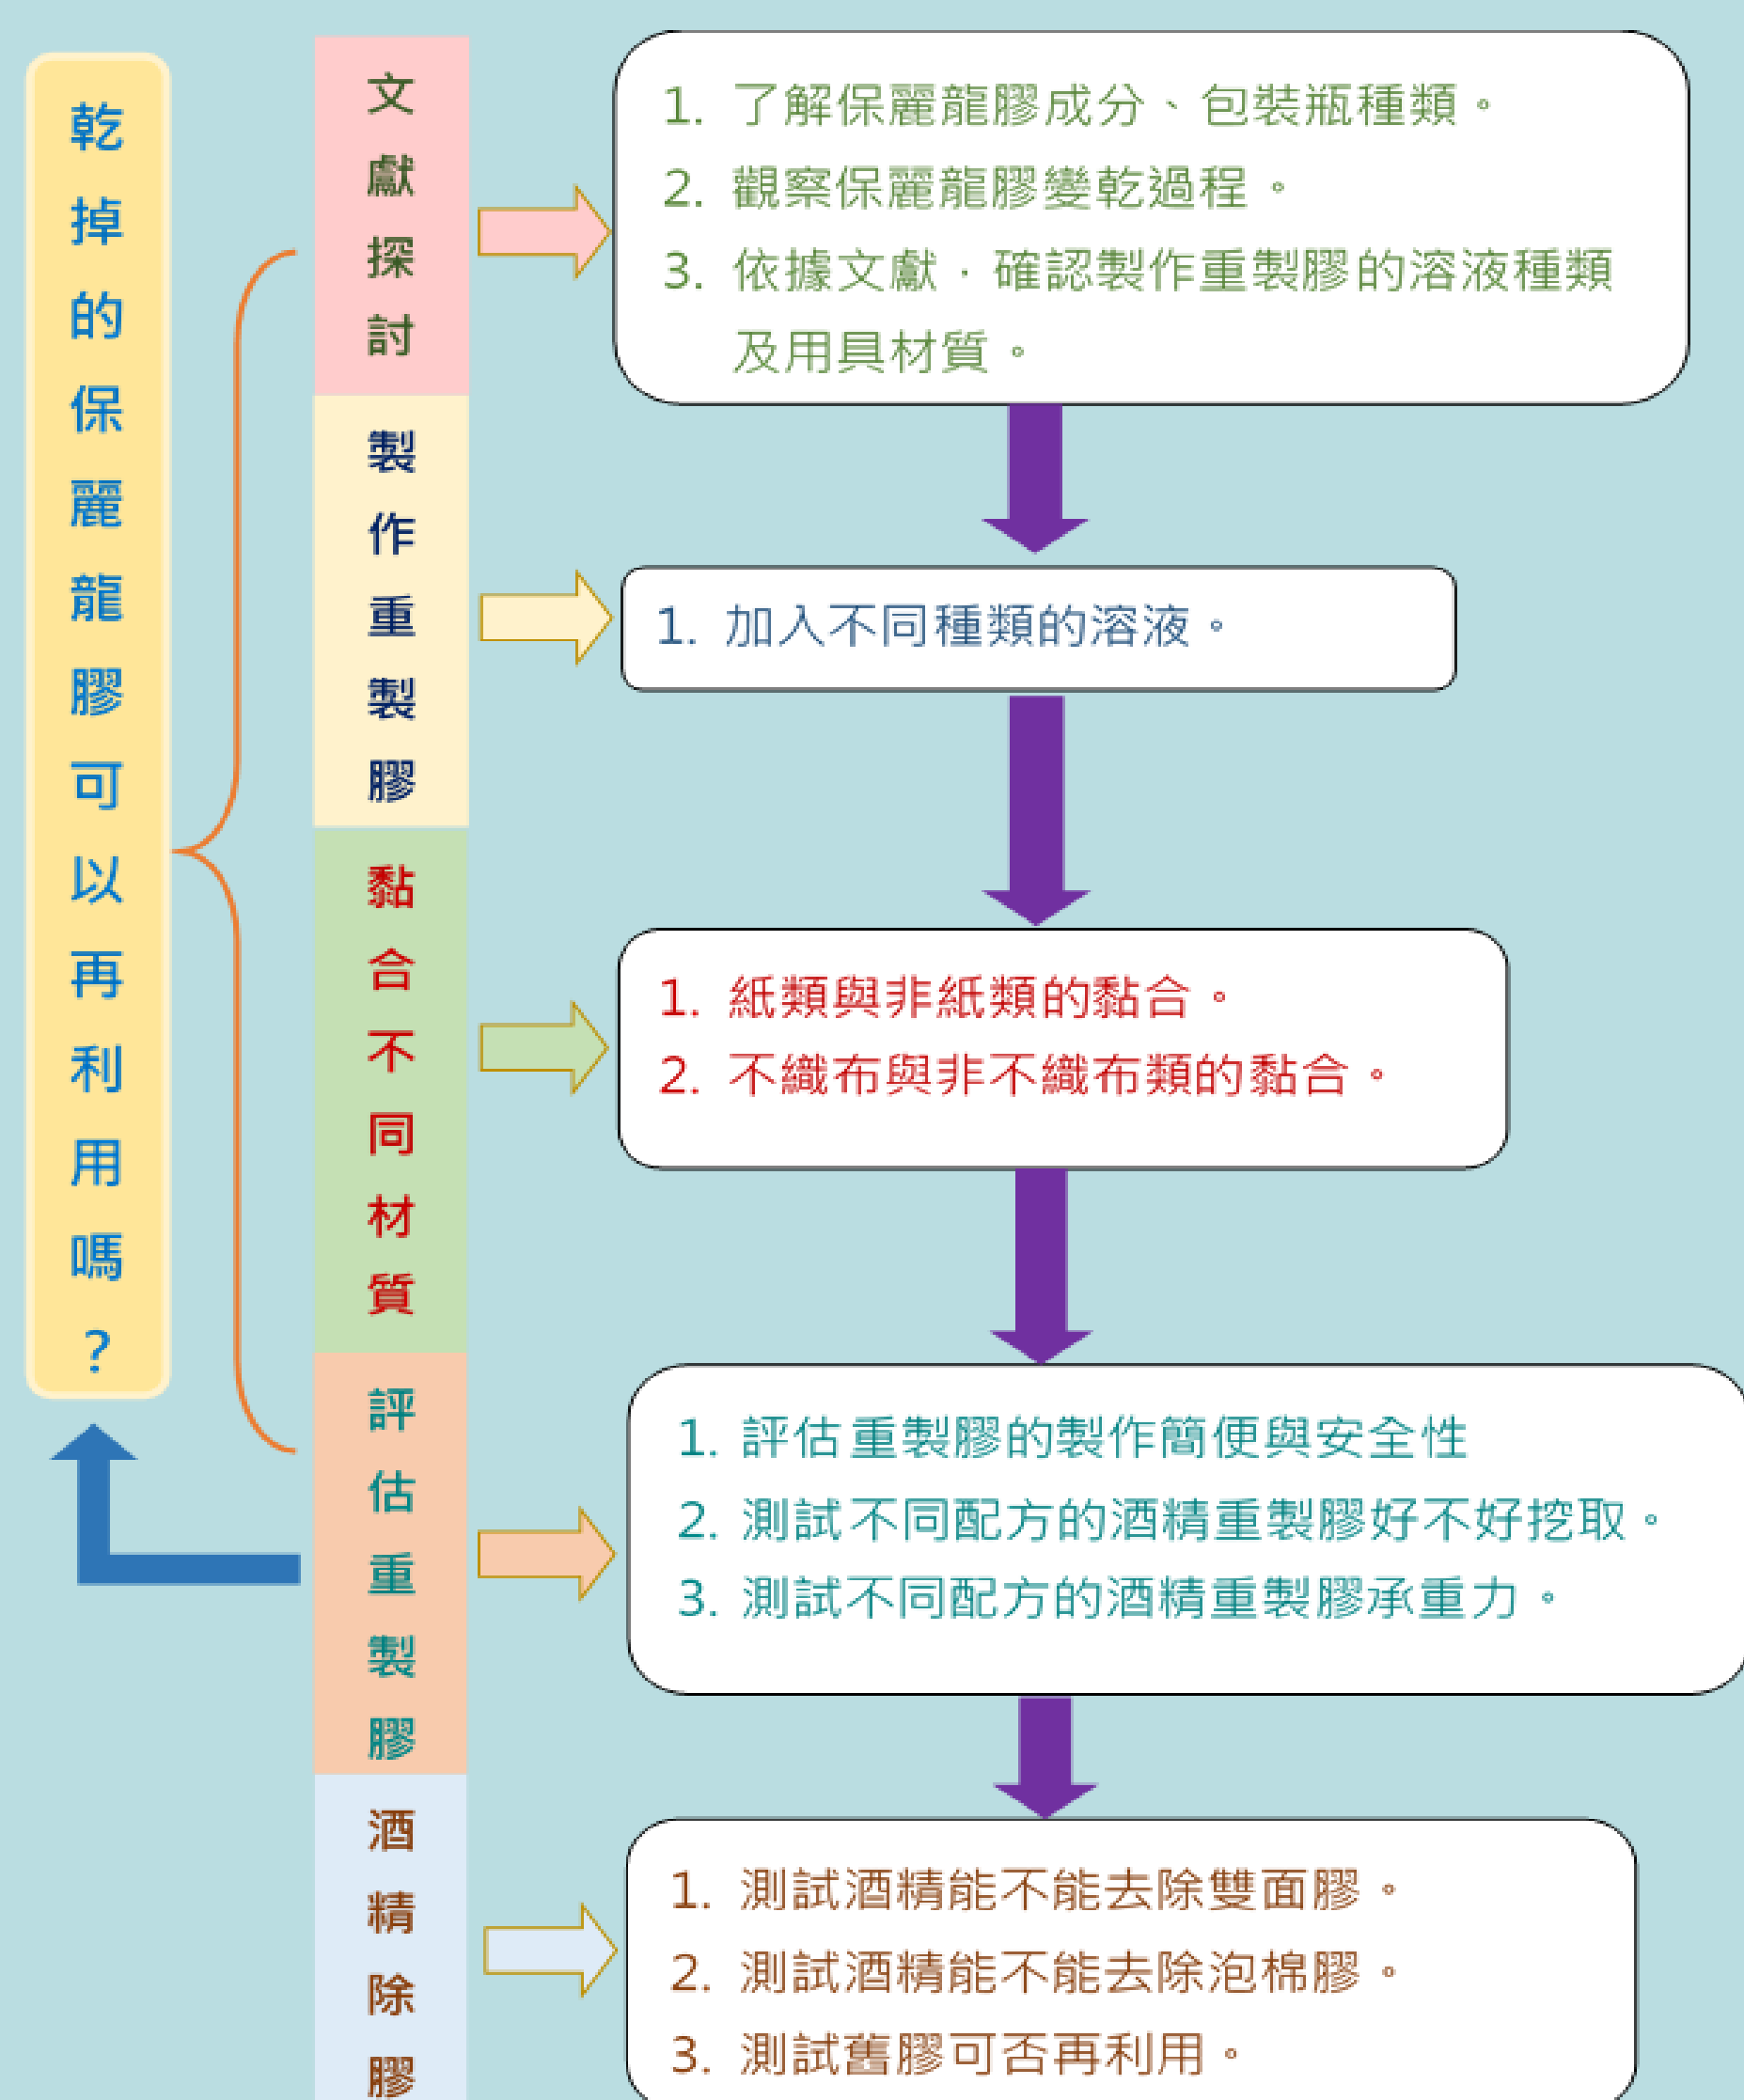 乾掉的保麗龍膠可以再利用嗎？
文獻探討
1. 了解保麗龍膠成分、包裝瓶種類。
2. 觀察保麗龍膠變乾過程。
3. 依據文獻，確認製作重製膠的溶液種類
及用具材質。
製作重製膠
1. 加入不同種類的溶液。
黏合不同材質
1. 紙類與非紙類的黏合。
2. 不織布與非不織布類的黏合。
評估重製膠
1. 評估重製膠的製作簡便與安全性
2. 測試不同配方的酒精重製膠好不好挖取。
3. 測試不同配方的酒精重製膠承重力。
酒精除膠
1. 測試酒精能不能去除雙面膠。
2. 測試酒精能不能去除泡棉膠。
3. 測試舊膠可否再利用。